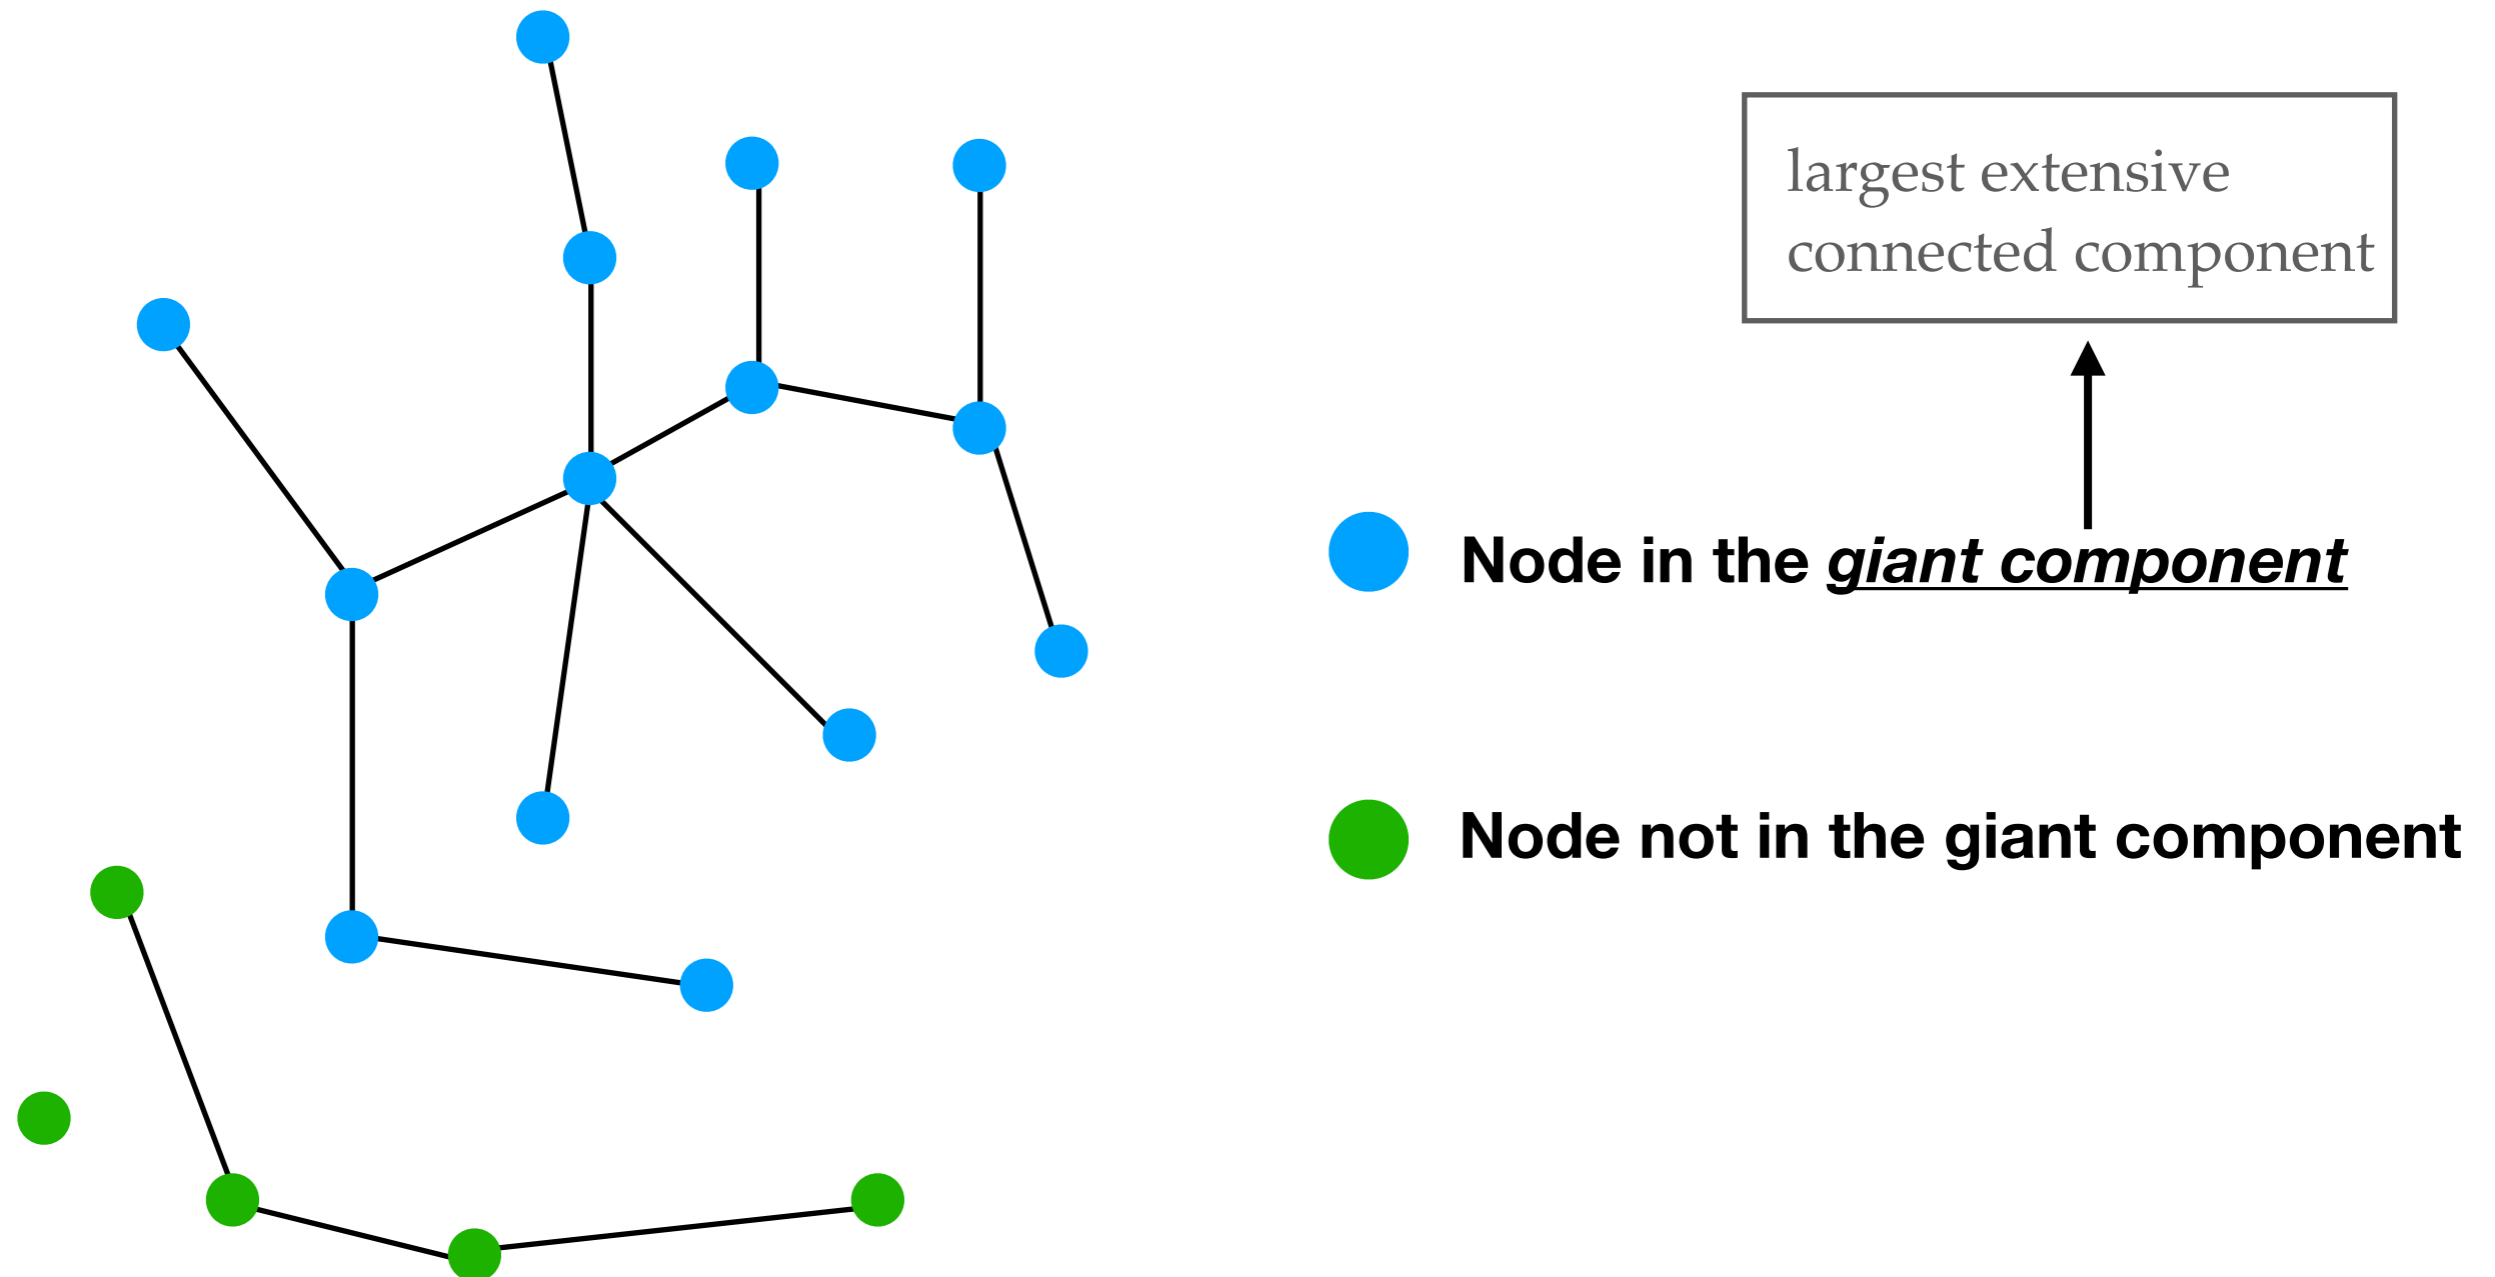 largest extensive
connected component
Node in the giant component
Node not in the giant component